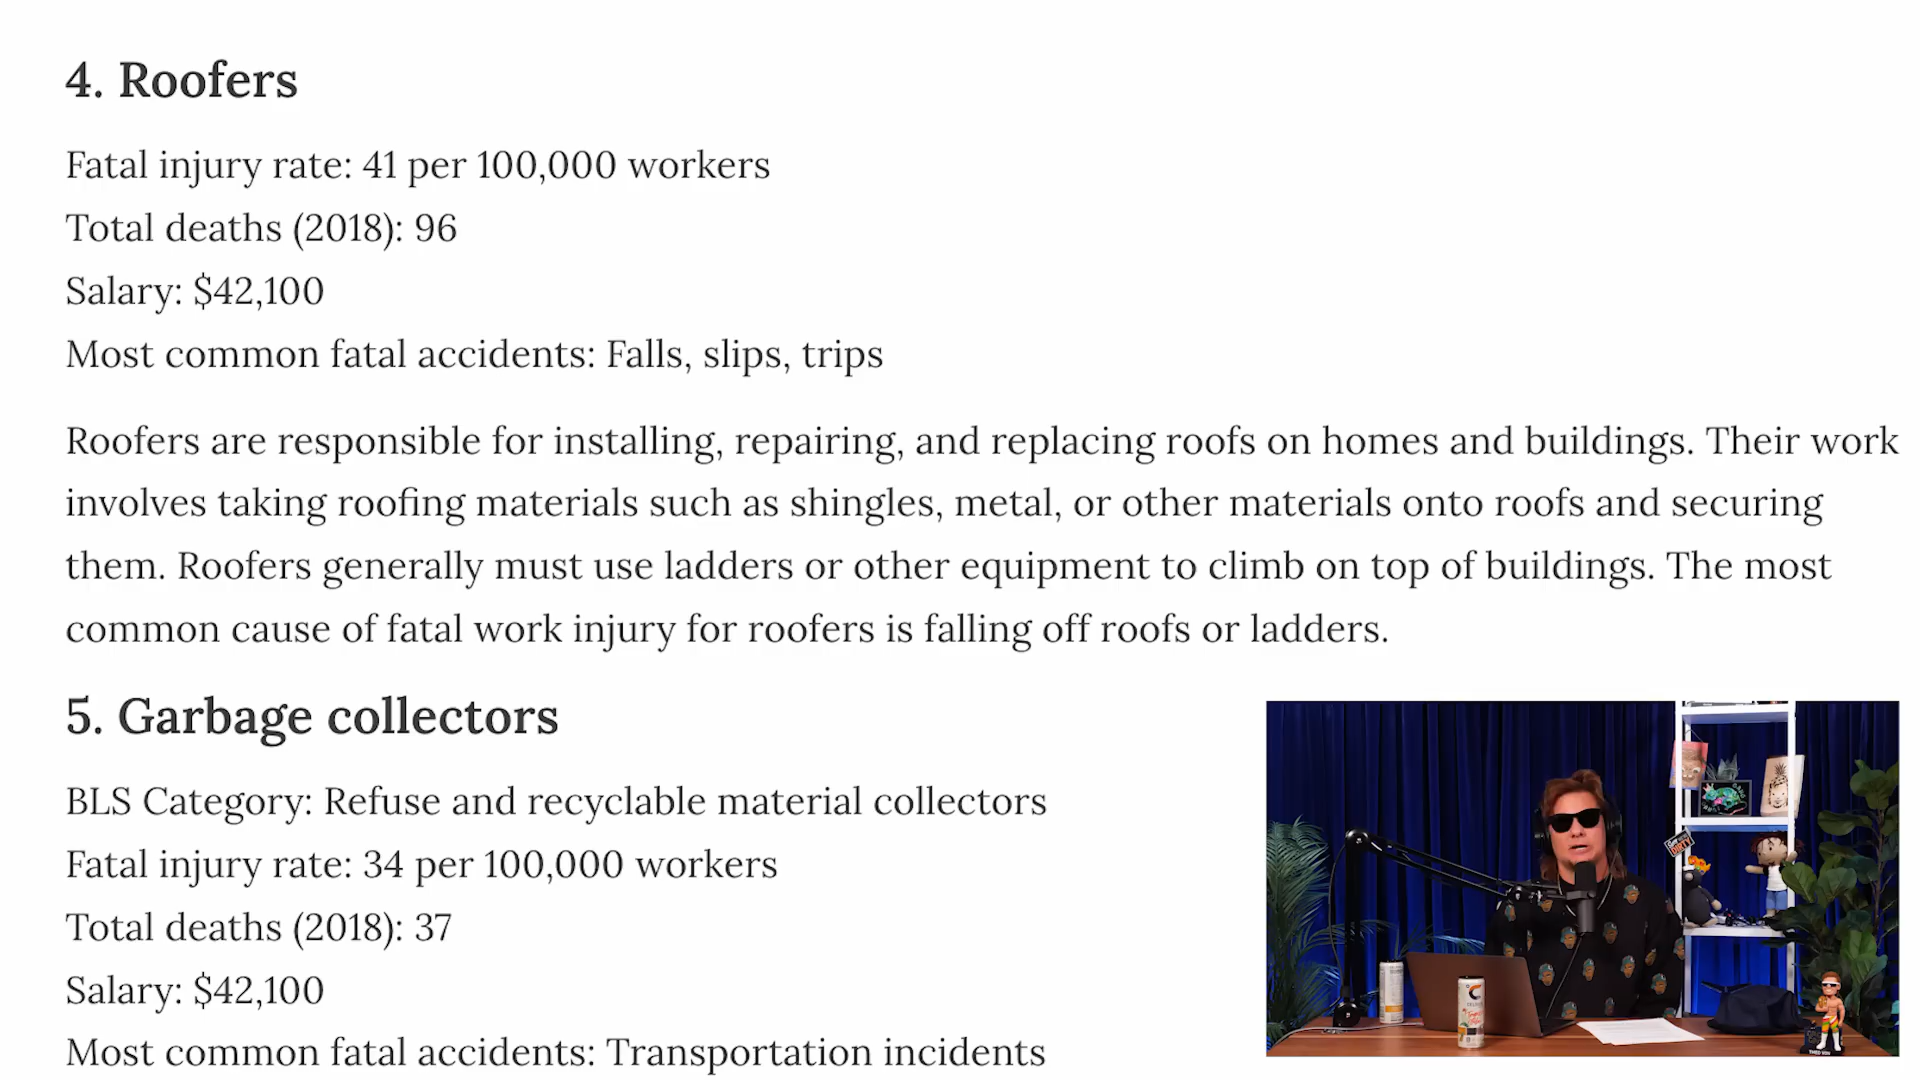 4. Roofers
Fatal injury rate: 41 per 100,000 workers
Total deaths (2018): 96
Salary: $42,100
Most common fatal accidents: Falls, slips, trips
Roofers are responsible for installing, repairing, and replacing roofs on homes and buildings. Their work
involves taking roofing materials such as shingles, metal, or other materials onto roofs and securing
them. Roofers generally must use ladders or other equipment to climb on top of buildings. The most
common cause of fatal work injury for roofers is falling off roofs or ladders.
5. Garbage collectors
BLS Category: Refuse and recyclable material collectors
Fatal injury rate: 34 per 100,000 workers
Total deaths (2018): 37
Salary: $42,100
Most common fatal accidents: Transportation incidents
DIRTY
THEO VON